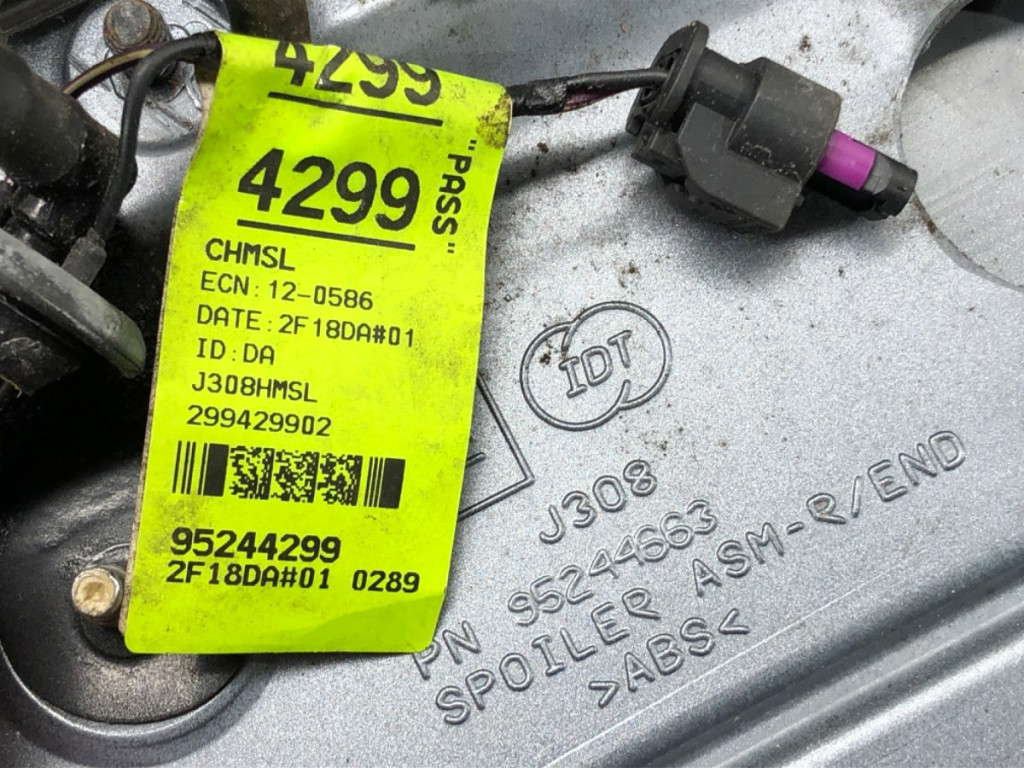 4299
4299
"PASS"
CHMSL
ECN:12-0586
DATE:2F18DA#01
ID:DA
J308HMSL
299429902
95244299
2F18DA#01 0289
IDT
J308
PN 95244663
SPOILER ASM-R/END
>ABS<